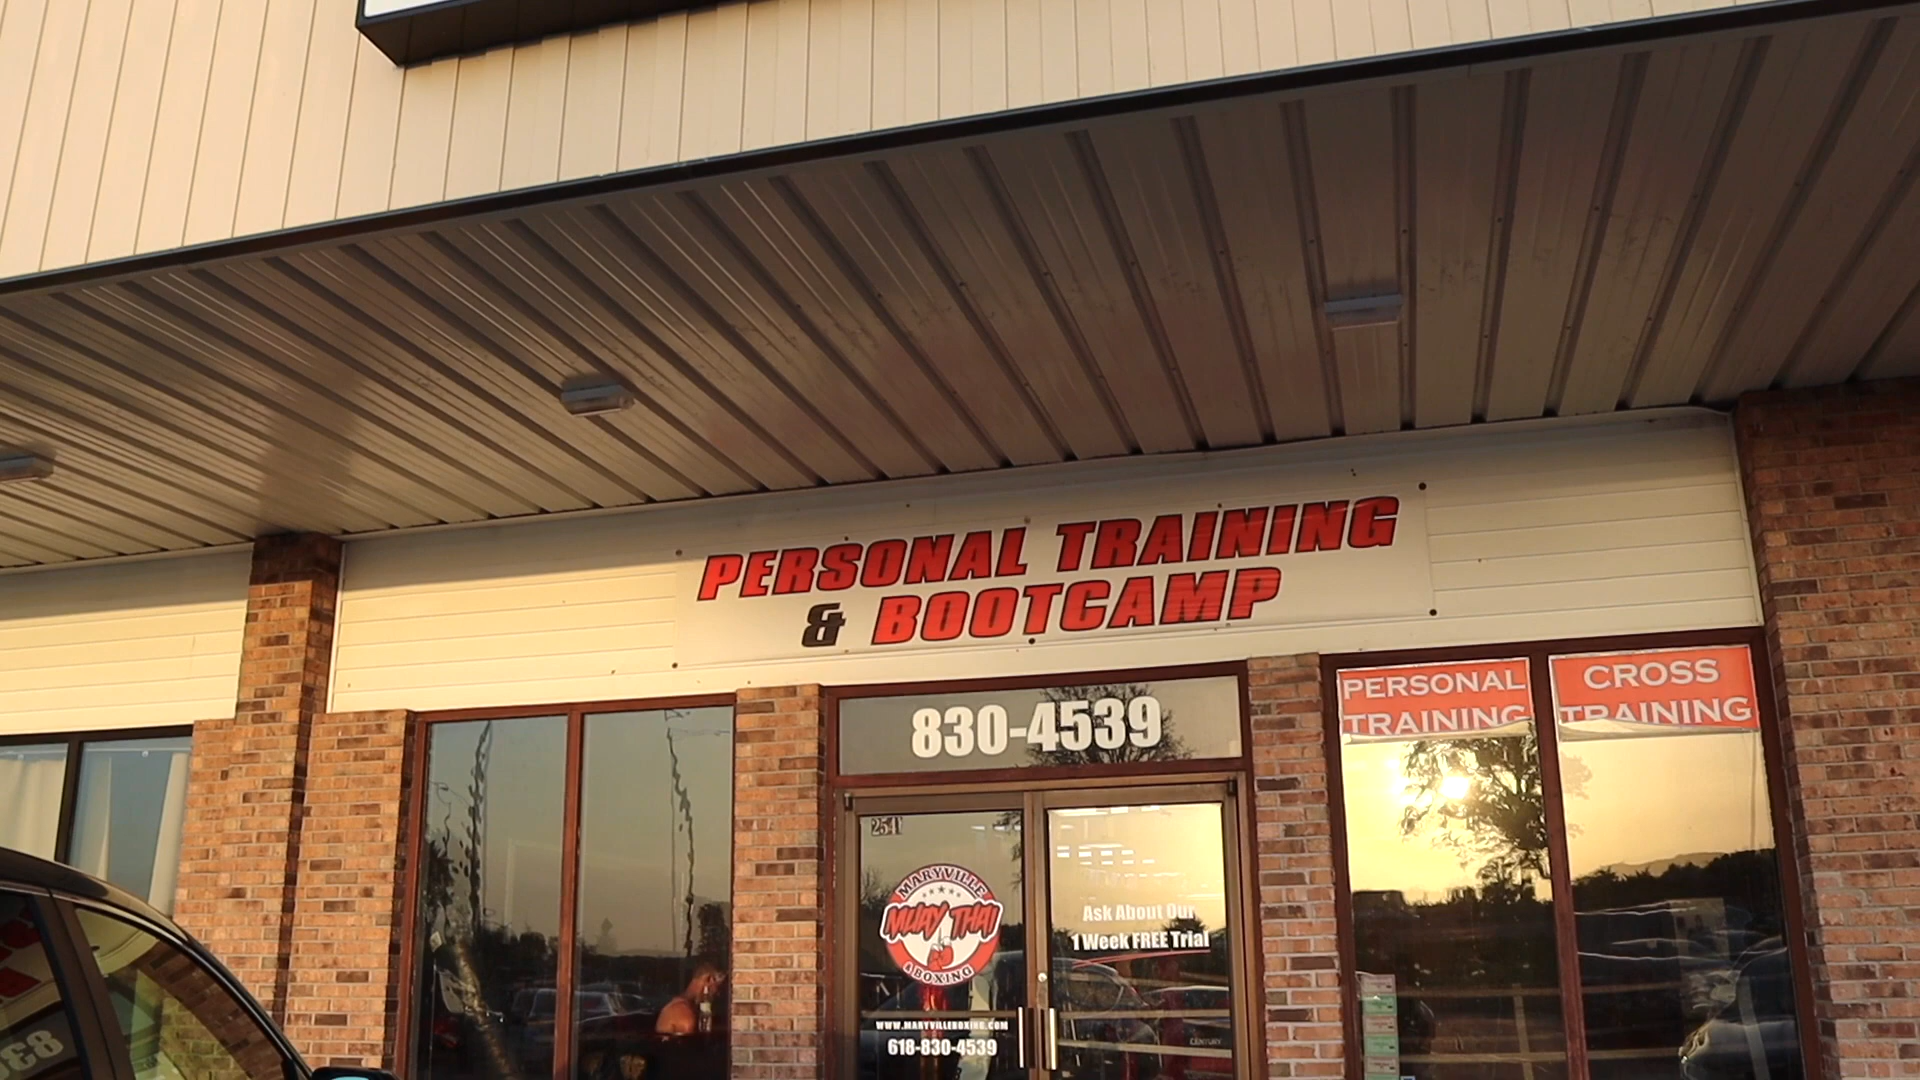 PERSONAL TRAINING
& BOOTCAMP
830-4539
PERSONAL
TRAINING
CROSS
TRAINING
2541
MARYVILLE
MUAY THAI
& BOXING
Ask About Our
1 Week FREE Trial
WWW.MARYVILLEBOXING.COM
618-830-4539
CENTURY